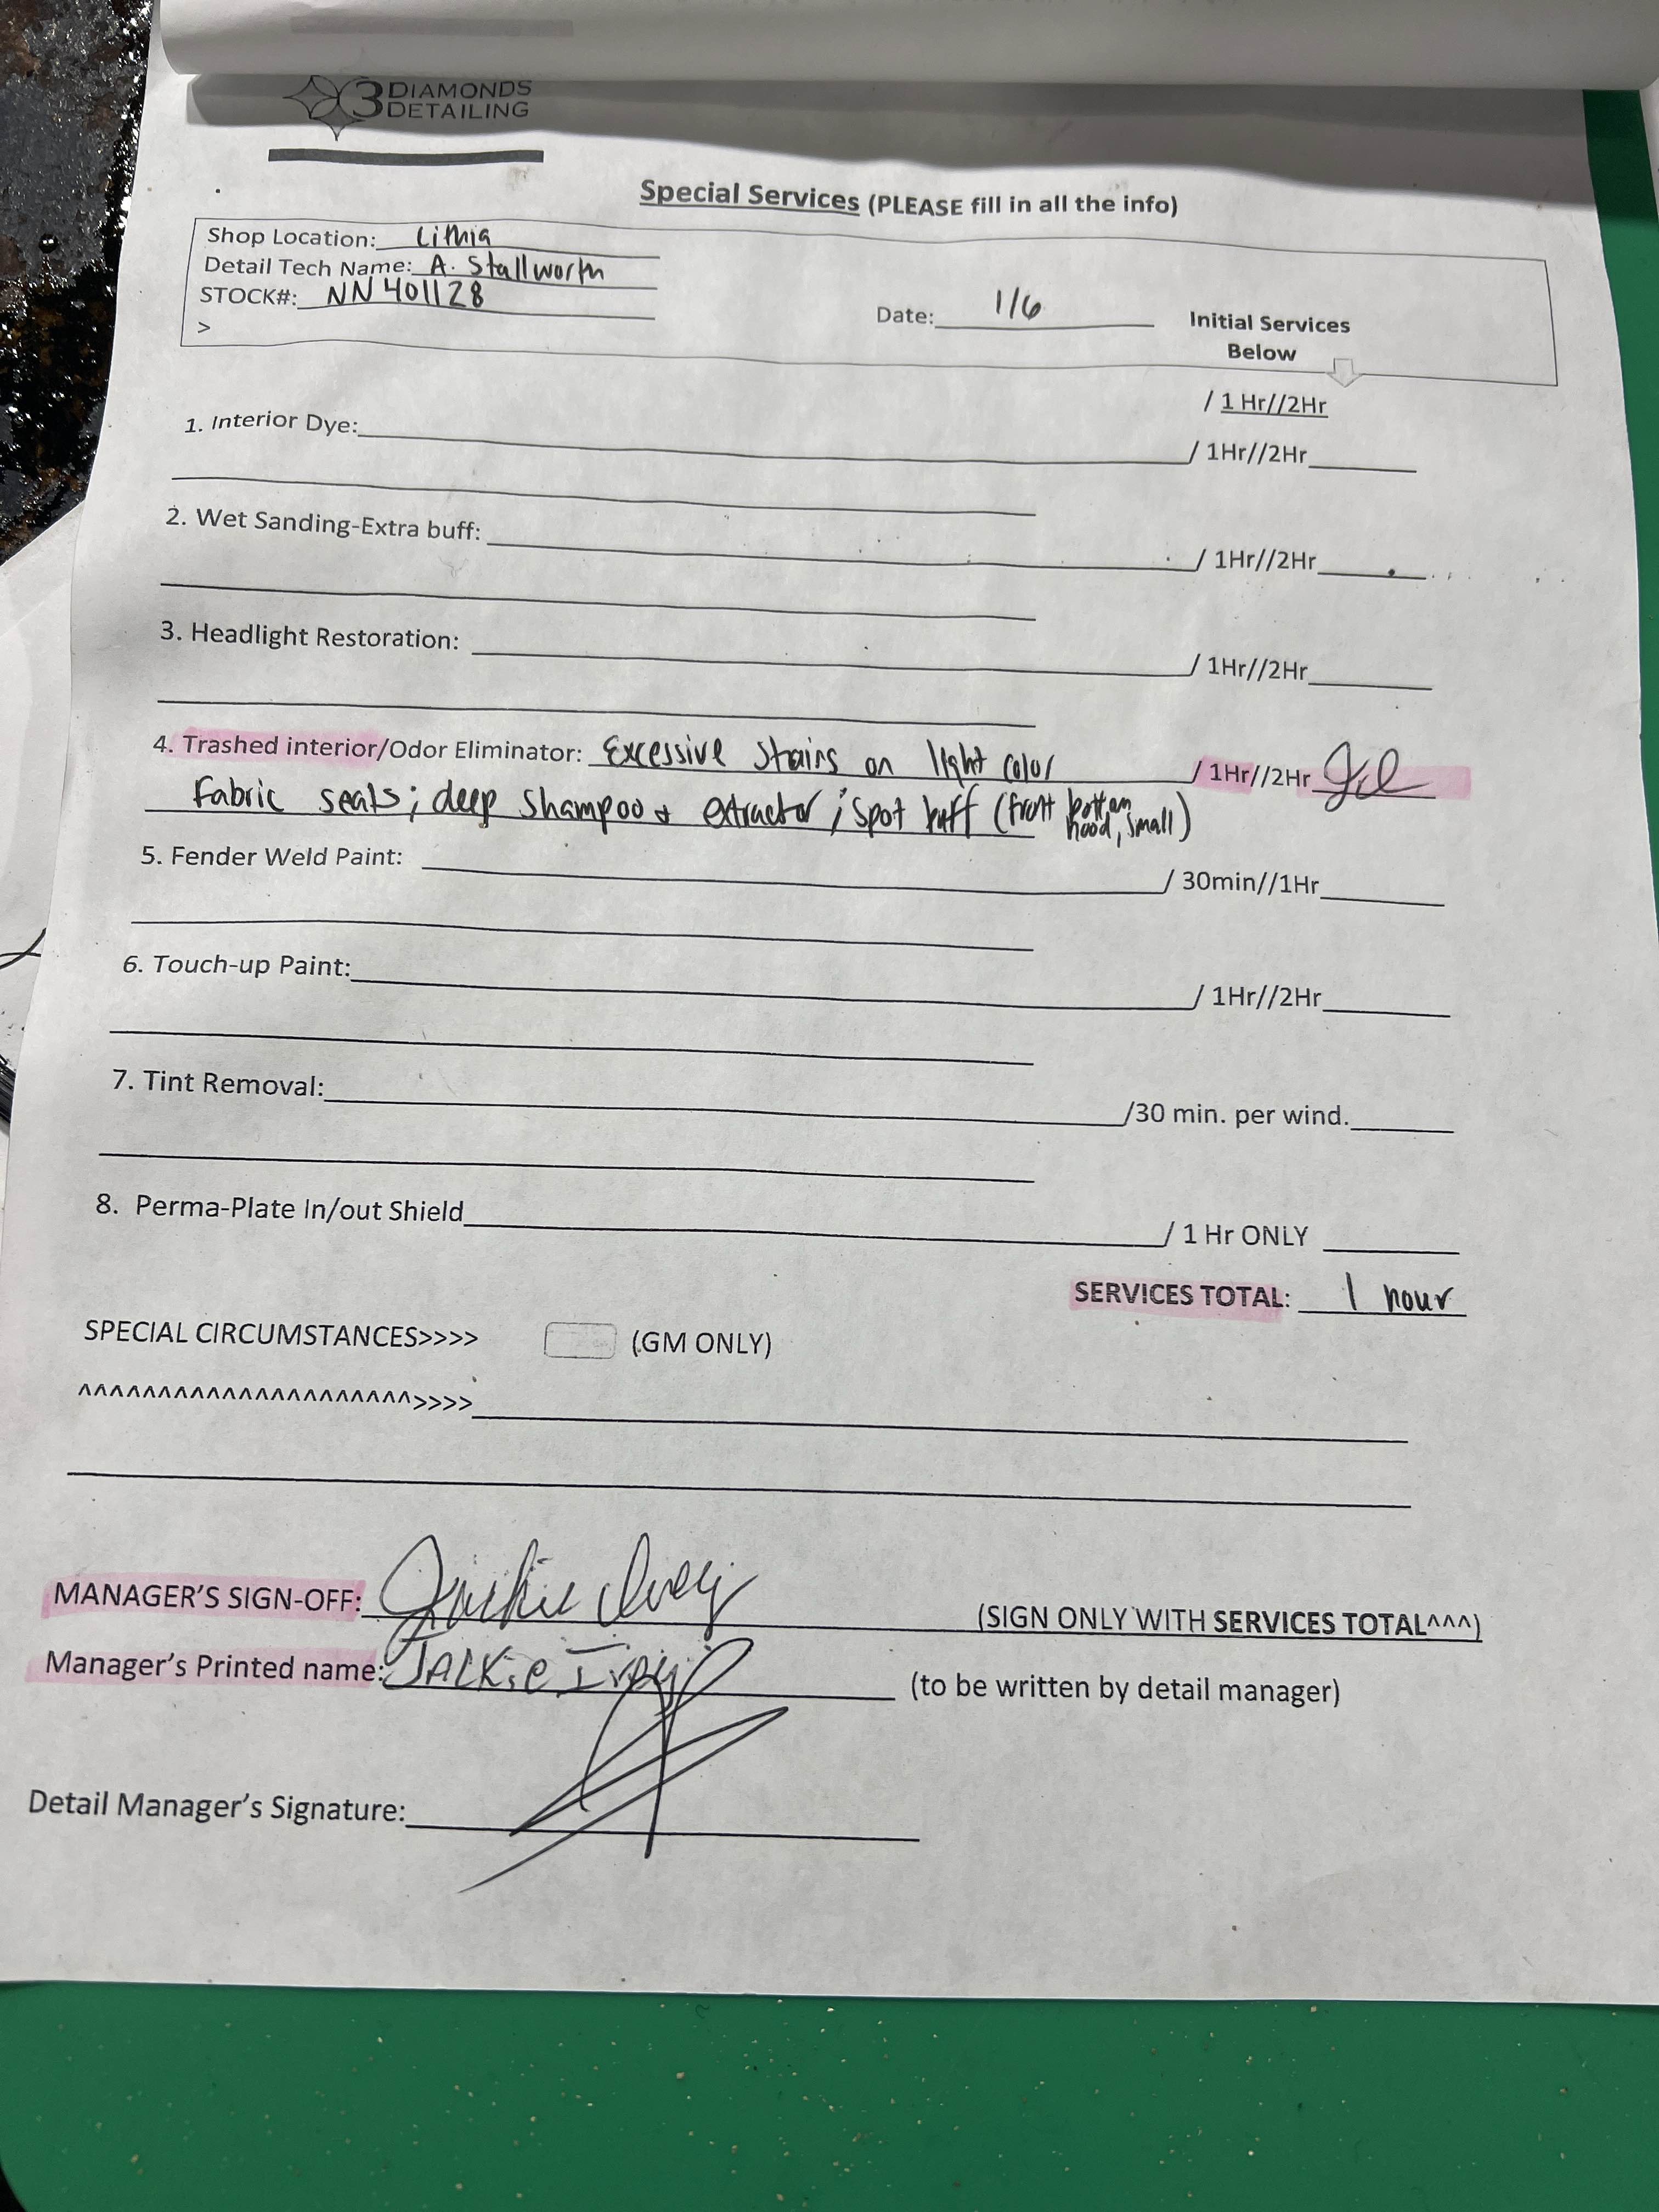 3 DIAMONDS
DETAILING
Special Services (PLEASE fill in all the info)
Shop Location: Lithia
Detail Tech Name: A. Stallworth
STOCK#: NN401128
>
Date: 1/6
Initial Services
Below
/ 1 Hr//2Hr
1. Interior Dye: / 1Hr//2Hr
2. Wet Sanding-Extra buff: / 1Hr//2Hr
3. Headlight Restoration: / 1Hr//2Hr
4. Trashed interior/Odor Eliminator: Excessive stains on light color / 1Hr//2Hr
Fabric seats; deep shampoo + extractor; spot buff (front bottom hood, small)
5. Fender Weld Paint: / 30min//1Hr
6. Touch-up Paint: / 1Hr//2Hr
7. Tint Removal: /30 min. per wind.
8. Perma-Plate In/out Shield / 1 Hr ONLY
SERVICES TOTAL: 1 hour
SPECIAL CIRCUMSTANCES>>>> (GM ONLY)
^^^^^^^^^^^^^^^^^^^^^>>>>
MANAGER'S SIGN-OFF: Jackie Ivey (SIGN ONLY WITH SERVICES TOTAL^^^)
Manager's Printed name: JACKie Ivey (to be written by detail manager)
Detail Manager's Signature: